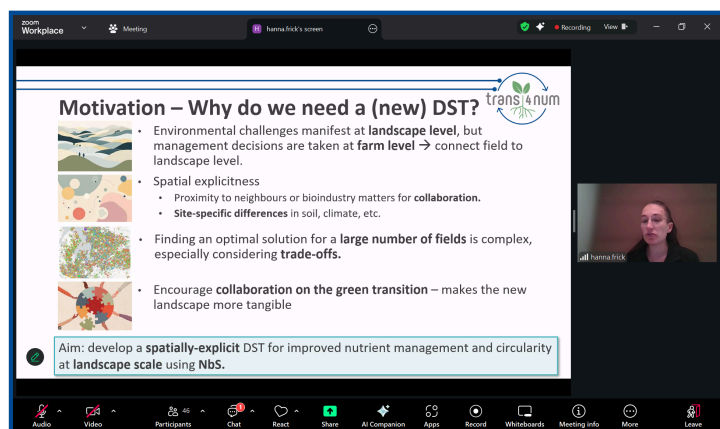 zoom
Workplace
Meeting
H hanna.frick's screen
Recording
View
trans4num
Motivation – Why do we need a (new) DST?
• Environmental challenges manifest at landscape level, but
management decisions are taken at farm level → connect field to
landscape level.
• Spatial explicitness
• Proximity to neighbours or bioindustry matters for collaboration.
• Site-specific differences in soil, climate, etc.
• Finding an optimal solution for a large number of fields is complex,
especially considering trade-offs.
• Encourage collaboration on the green transition – makes the new
landscape more tangible
Aim: develop a spatially-explicit DST for improved nutrient management and circularity
at landscape scale using NbS.
hanna.frick
Audio
Video
46
Participants
1
Chat
React
Share
AI Companion
Apps
Record
Whiteboards
Meeting info
More
Leave